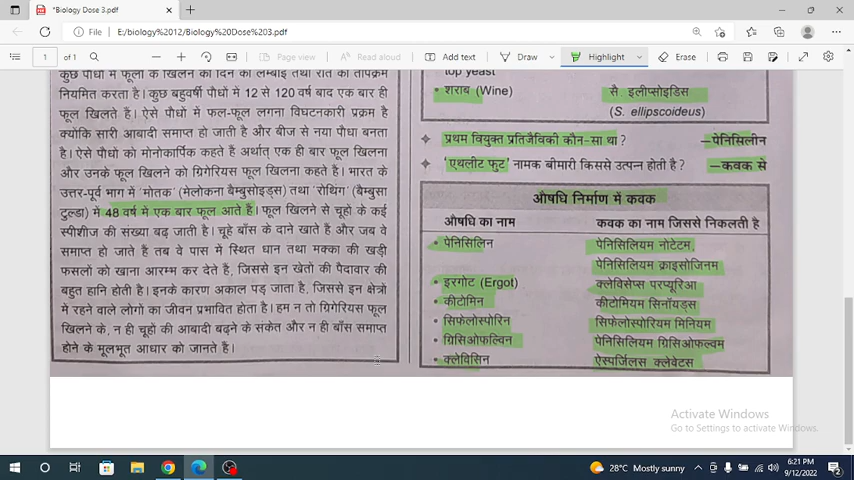 *Biology Dose 3.pdf
File
E:/biology%2012/Biology%20Dose%203.pdf
1 of 1
Page view
Read aloud
Add text
Draw
Highlight
Erase
कुछ पौधों में फूलों के खिलने को दिन की लम्बाई तथा रात का तापक्रम
नियमित करता है। कुछ बहुवर्षी पौधों में 12 से 120 वर्ष बाद एक बार ही
फूल खिलते हैं। ऐसे पौधों में फल-फूल लगना विघटनकारी प्रक्रम है
क्योंकि सारी आबादी समाप्त हो जाती है और बीज से नया पौधा बनता
है। ऐसे पौधों को मोनोकार्पिक कहते हैं अर्थात् एक ही बार फूल खिलना
और उनके फूल खिलने को ग्रिगेरियस फूल खिलना कहते है। भारत के
उत्तर-पूर्व भाग में 'मोतक' (मेलोकना बैम्बुसोइड्स) तथा 'रोथिंग' (बैम्बुसा
टुल्डा) में 48 वर्ष में एक बार फूल आते हैं। फूल खिलने से चूहों के कई
स्पीशीज की संख्या बढ़ जाती है। चूहे बाँस के दाने खाते हैं और जब वे
समाप्त हो जाते हैं तब वे पास में स्थित धान तथा मक्का की खड़ी
फसलों को खाना आरम्भ कर देते हैं, जिससे इन खेतों की पैदावार की
बहुत हानि होती है। इनके कारण अकाल पड़ जाता है, जिससे इन क्षेत्रों
में रहने वाले लोगों का जीवन प्रभावित होता है। हम न तो ग्रिगेरियस फूल
खिलने के, न ही चूहों की आबादी बढ़ने के संकेत और न ही बाँस समाप्त
होने के मूलभूत आधार को जानते हैं।
top yeast
• शराब (Wine) सै. इलीप्सोइडिस
(S. ellipscoideus)
प्रथम वियुक्त प्रतिजैविकी कौन-सा था? –पेनिसिलीन
'एथलीट फुट' नामक बीमारी किससे उत्पन्न होती है? –कवक से
औषधि निर्माण में कवक
औषधि का नाम कवक का नाम जिससे निकलती है
• पेनिसिलिन पेनिसिलियम नोटेटम,
पेनिसिलियम क्राइसोजिनम
• इरगोट (Ergot) क्लेविसेप्स परप्यूरिआ
• कीटोमिन कीटोमियम सिनॉयड्स
• सिफेलोस्पोरिन सिफेलोस्पोरियम मिनियम
• ग्रिसिओफल्विन पेनिसिलियम ग्रिसिओफल्वम
• क्लेविसिन ऐस्पर्जिलस क्लेवेटस
Activate Windows
Go to Settings to activate Windows.
28°C Mostly sunny
6:21 PM
9/12/2022
2